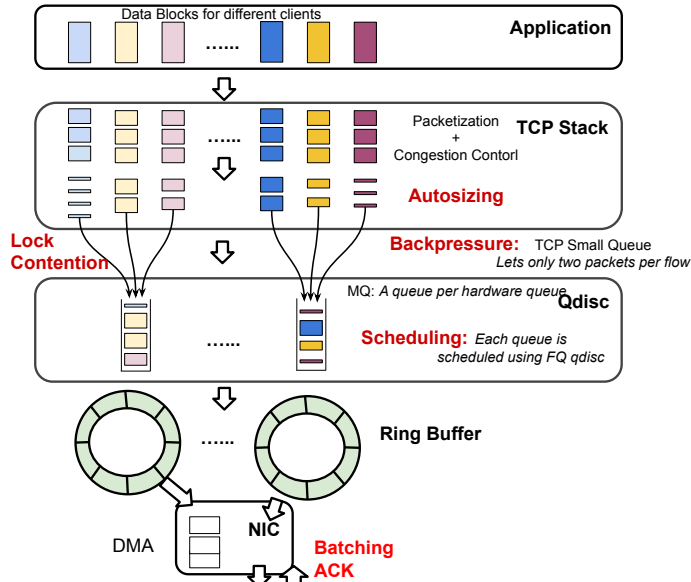 Data Blocks for different clients
Application
......
Packetization
+
Congestion Contorl
TCP Stack
......
Autosizing
Lock
Contention
Backpressure: TCP Small Queue
Lets only two packets per flow
MQ: A queue per hardware queue
Qdisc
Scheduling: Each queue is
scheduled using FQ qdisc
......
......
Ring Buffer
NIC
DMA
Batching
ACK